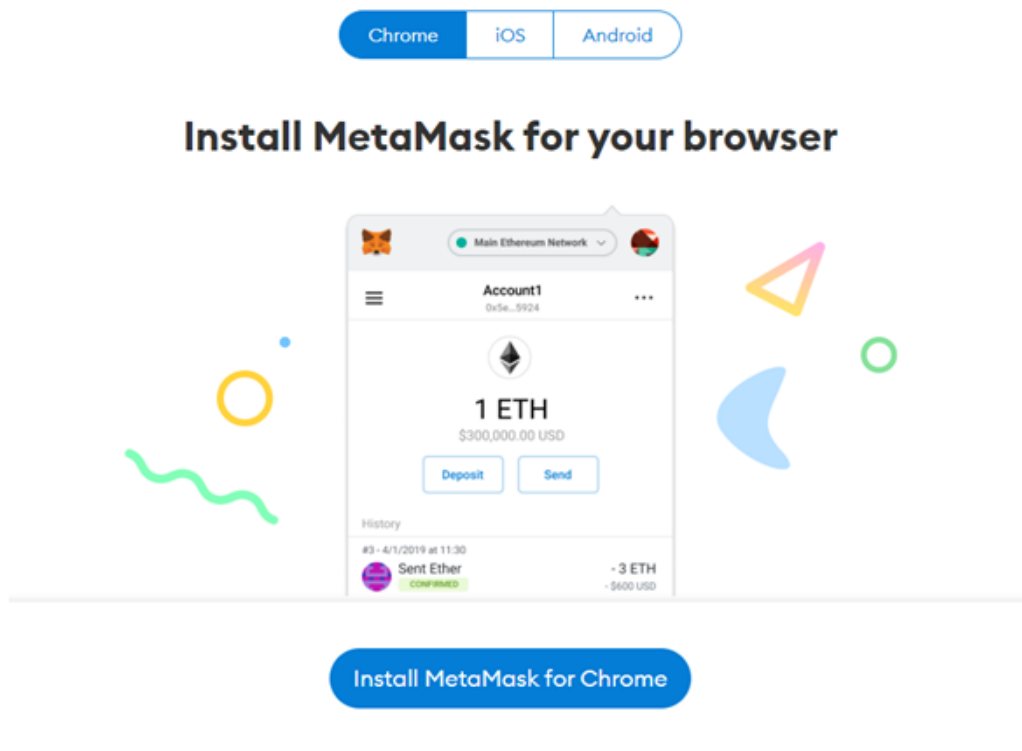 Chrome iOS Android
Install MetaMask for your browser
Main Ethereum Network
Account1
0x5e...5924
1 ETH
$300,000.00 USD
Deposit Send
History
#3 - 4/1/2019 at 11:30
Sent Ether - 3 ETH
CONFIRMED - $600 USD
Install MetaMask for Chrome